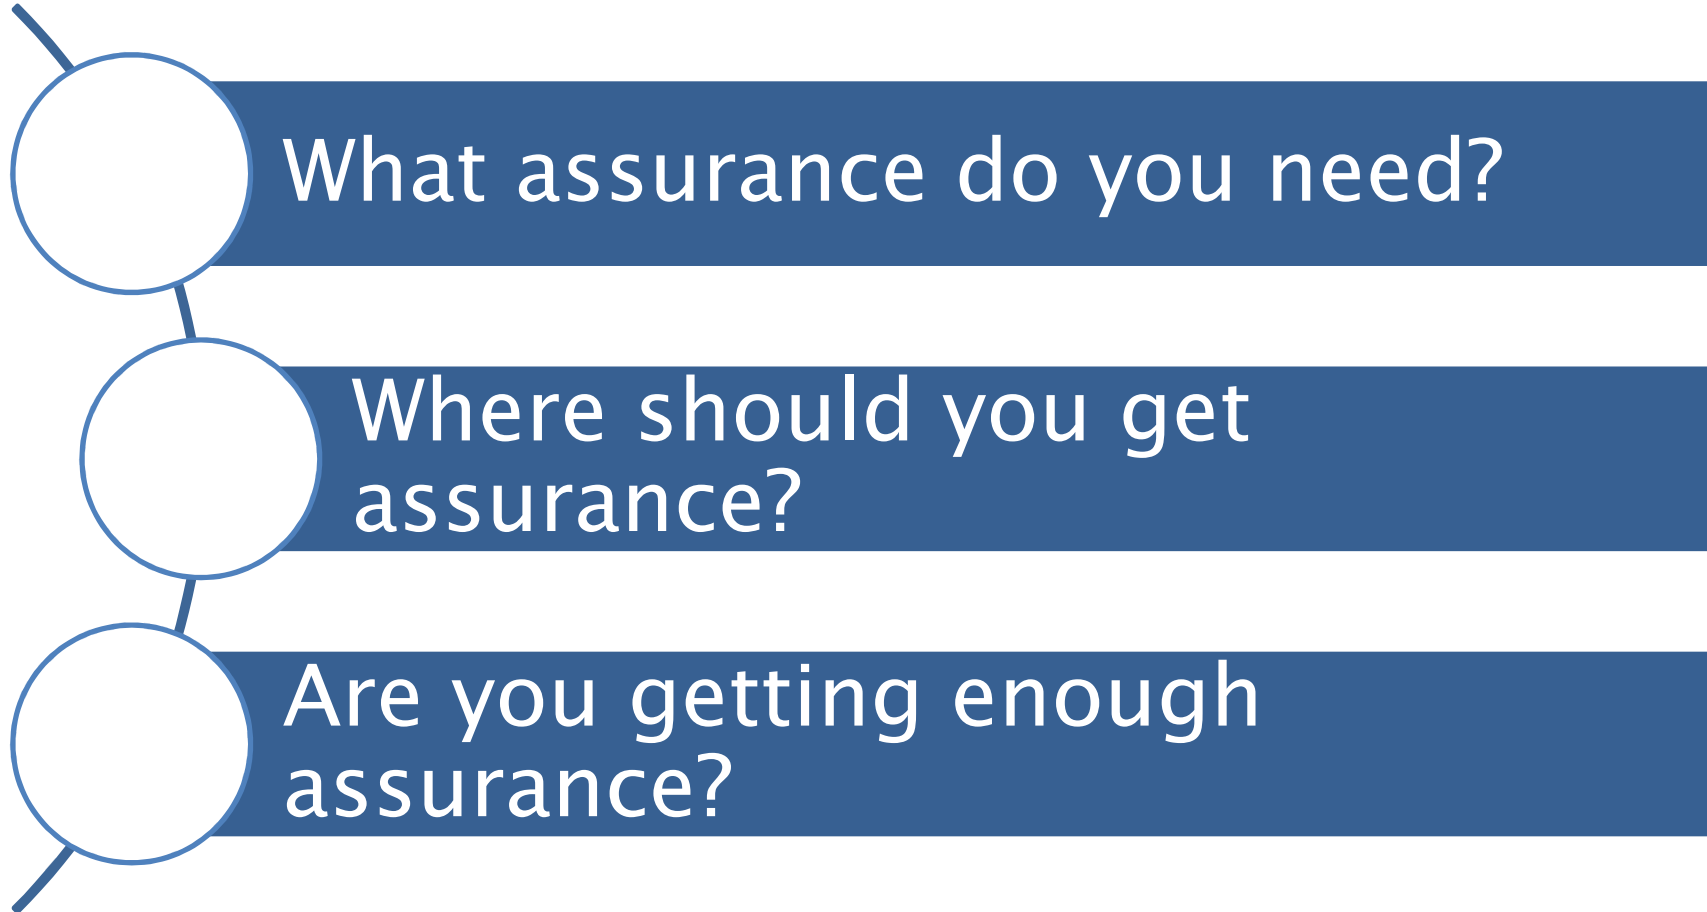 What assurance do you need?
Where should you get
assurance?
Are you getting enough
assurance?